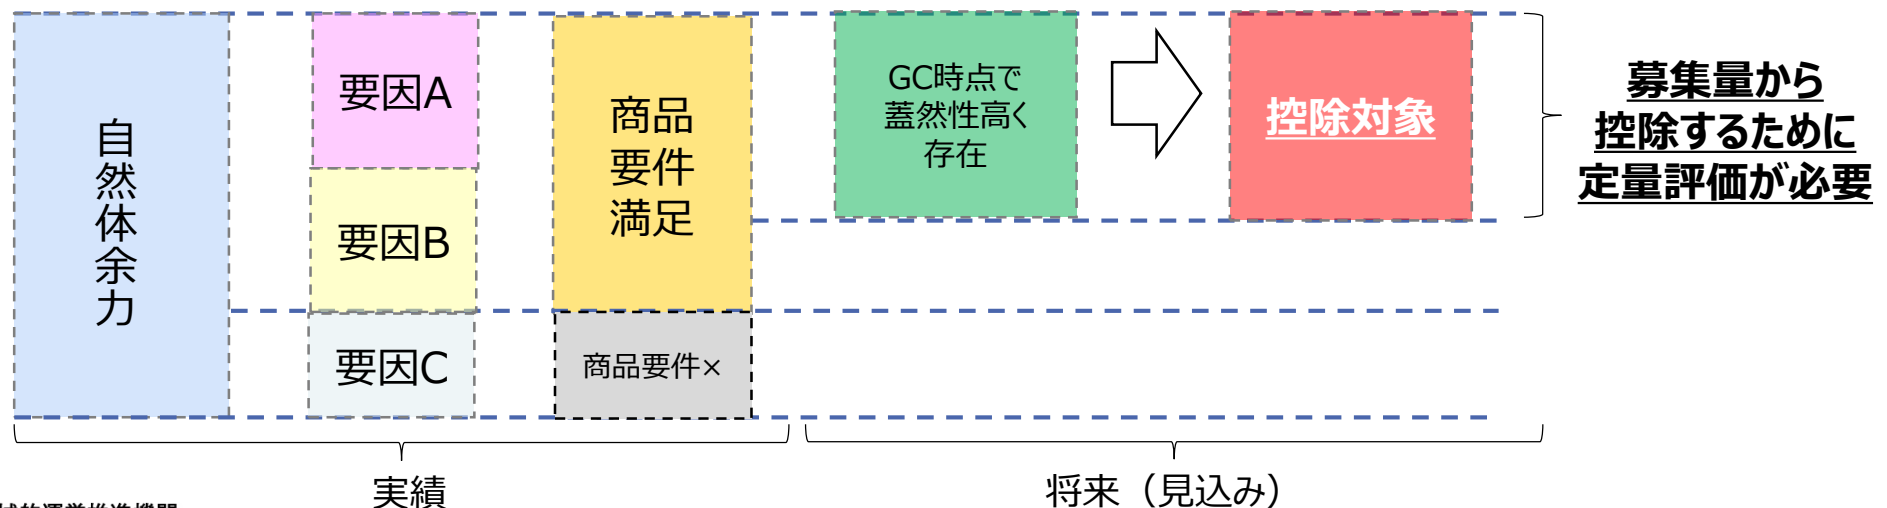 自然体余力
要因A
要因B
要因C
商品
要件
満足
商品要件×
GC時点で
蓋然性高く
存在
控除対象
募集量から
控除するために
定量評価が必要
実績
将来（見込み）